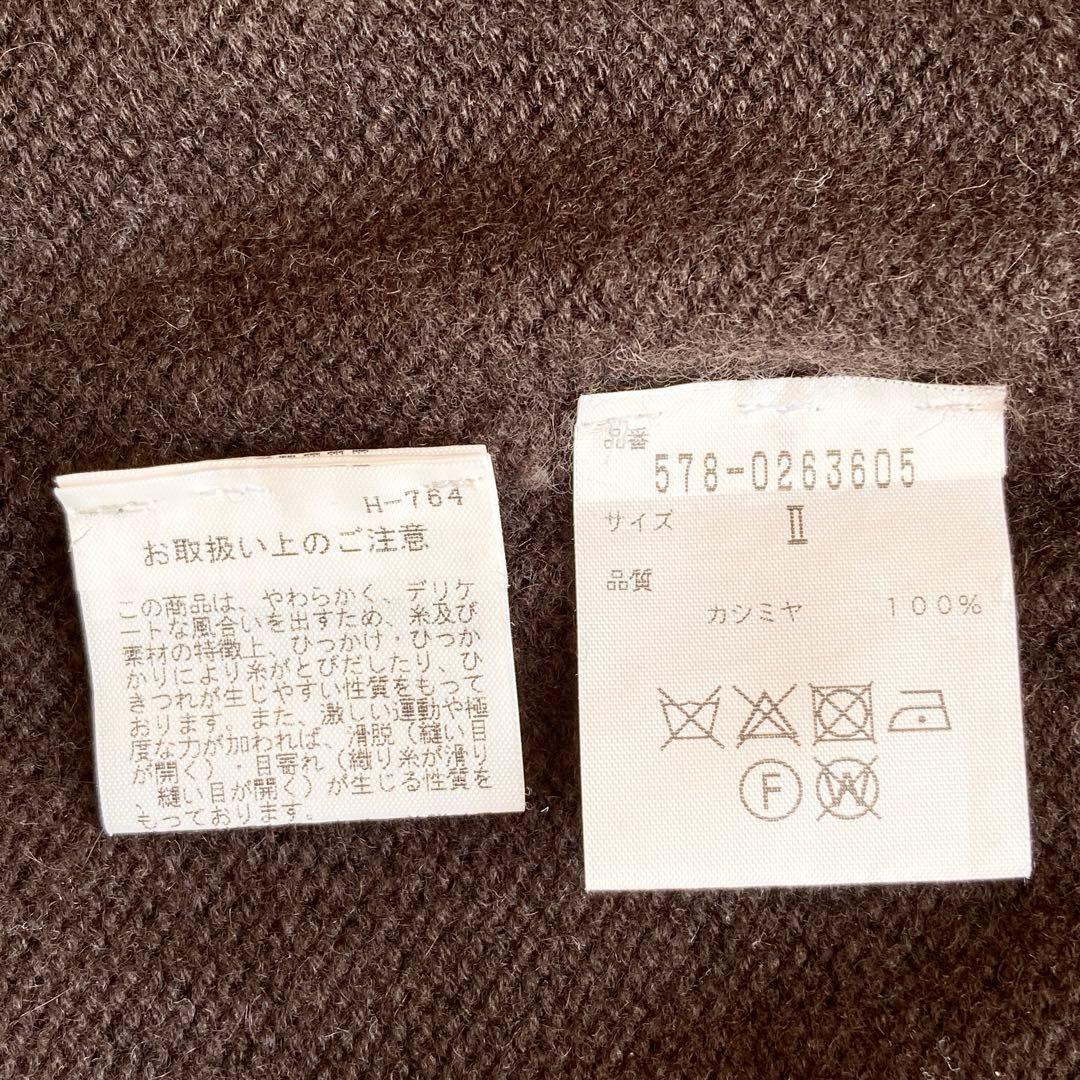 H-764
お取扱い上のご注意
この商品は、やわらかく、デリケ
ートな風合いを出すため、糸及び
素材の特徴上、ひっかけ・ひっか
かりにより糸がとびだしたり、ひ
きつれが生じやすい性質をもって
おります。また、激しい運動や極
度な力が加われば、滑脱（縫い目
が開く）・目寄れ（織り糸が滑り
、縫い目が開く）が生じる性質を
もっております。
品番
578-0263605
サイズ II
品質
カシミヤ 100%
F W